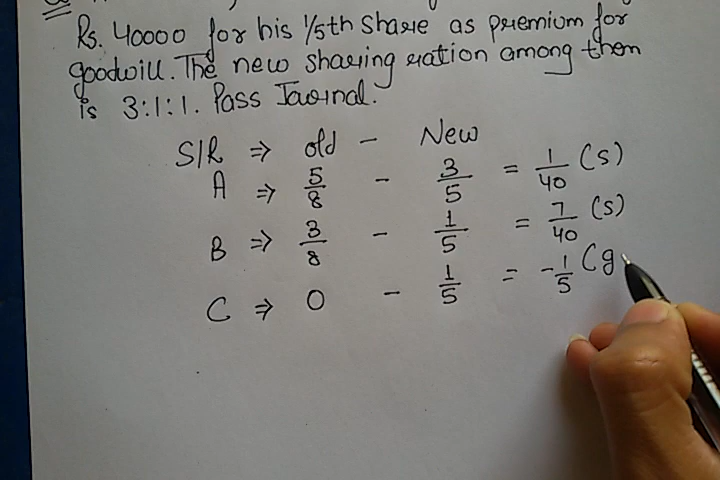 Rs. 40000 for his 1/5th Share as premium for
goodwill. The new sharing ration among them
is 3:1:1. Pass Journal.
S/R ⇒ old - New
A ⇒ 5/8 - 3/5 = 1/40 (s)
B ⇒ 3/8 - 1/5 = 7/40 (s)
C ⇒ 0 - 1/5 = -1/5 (g